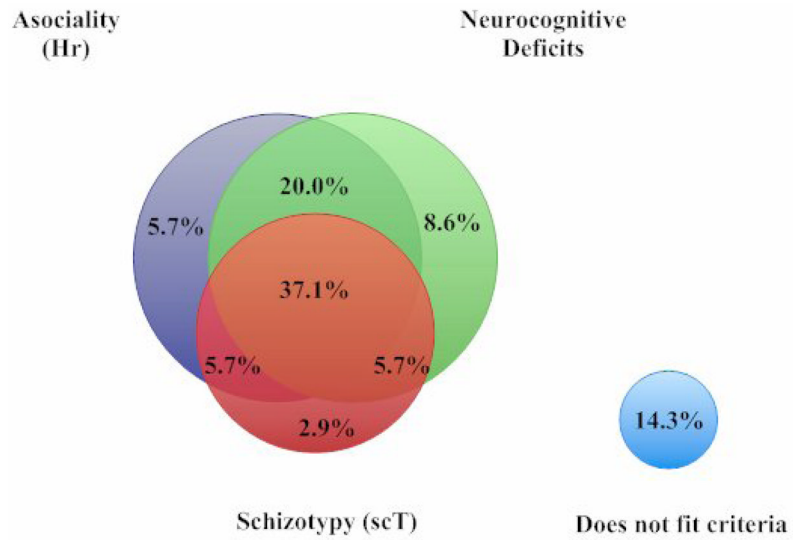 Asociality
(Hr)
Neurocognitive
Deficits
20.0%
5.7%
8.6%
37.1%
5.7%
5.7%
2.9%
14.3%
Schizotypy (scT)
Does not fit criteria